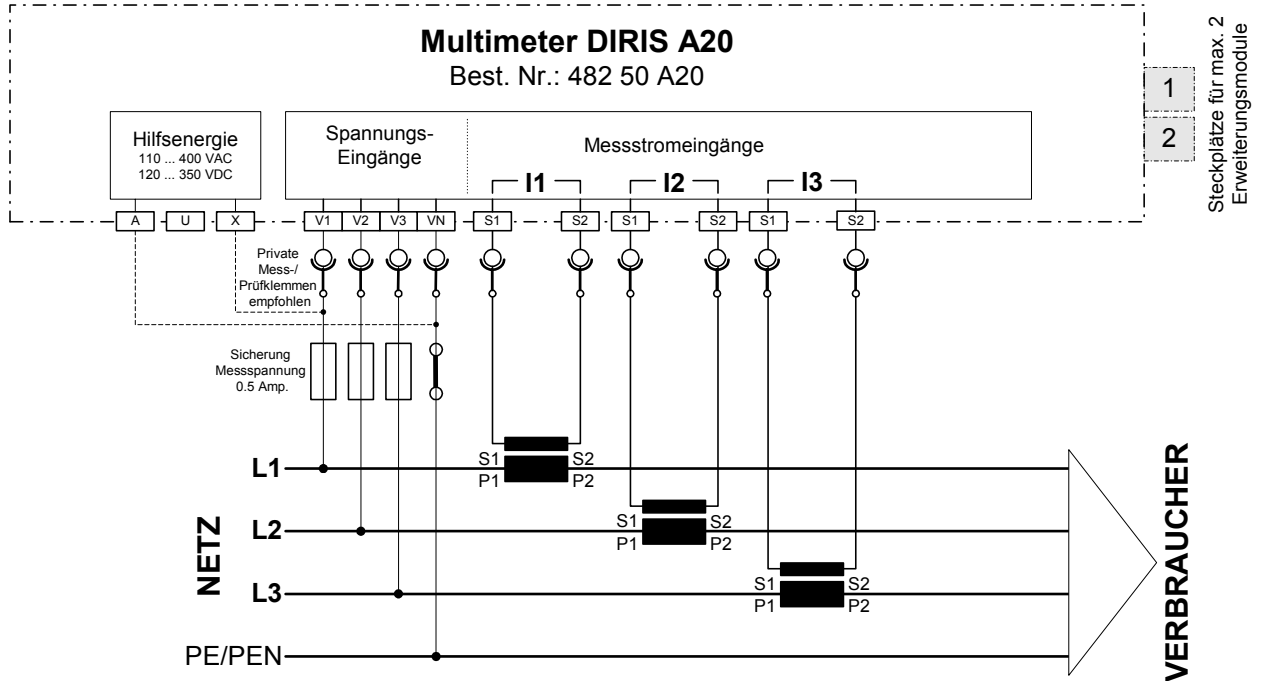 Multimeter DIRIS A20
Best. Nr.: 482 50 A20
Steckplätze für max. 2
Erweiterungsmodule
1
2
Hilfsenergie
110 ... 400 VAC
120 ... 350 VDC
Spannungs-
Eingänge
Messstromeingänge
I1
I2
I3
A
U
X
V1
V2
V3
VN
S1
S2
S1
S2
S1
S2
Private
Mess-/
Prüfklemmen
empfohlen
Sicherung
Messspannung
0.5 Amp.
NETZ
L1
S1
S2
P1
P2
L2
S1
S2
P1
P2
L3
S1
S2
P1
P2
PE/PEN
VERBRAUCHER